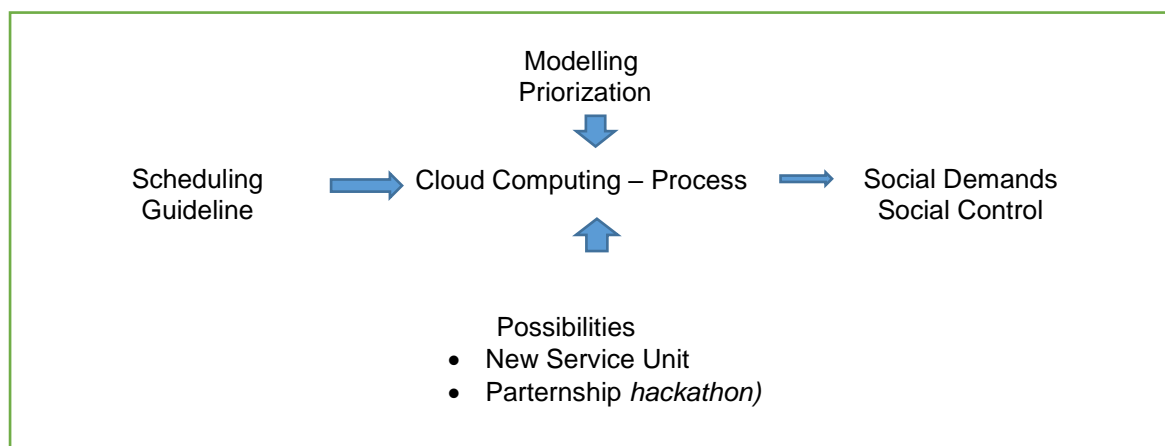 Modelling
Priorization
Scheduling
Guideline
Cloud Computing – Process
Social Demands
Social Control
Possibilities
• New Service Unit
• Parternship hackathon)